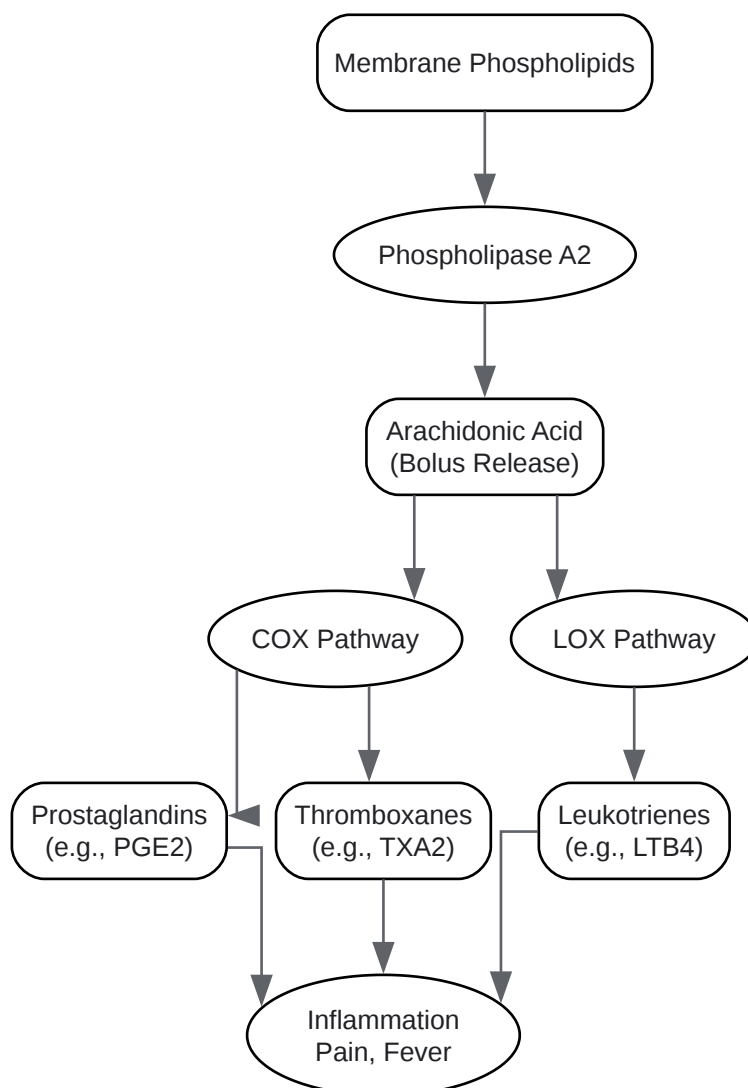 Membrane Phospholipids
Phospholipase A2
Arachidonic Acid
(Bolus Release)
COX Pathway
LOX Pathway
Prostaglandins
(e.g., PGE2)
Thromboxanes
(e.g., TXA2)
Leukotrienes
(e.g., LTB4)
Inflammation
Pain, Fever